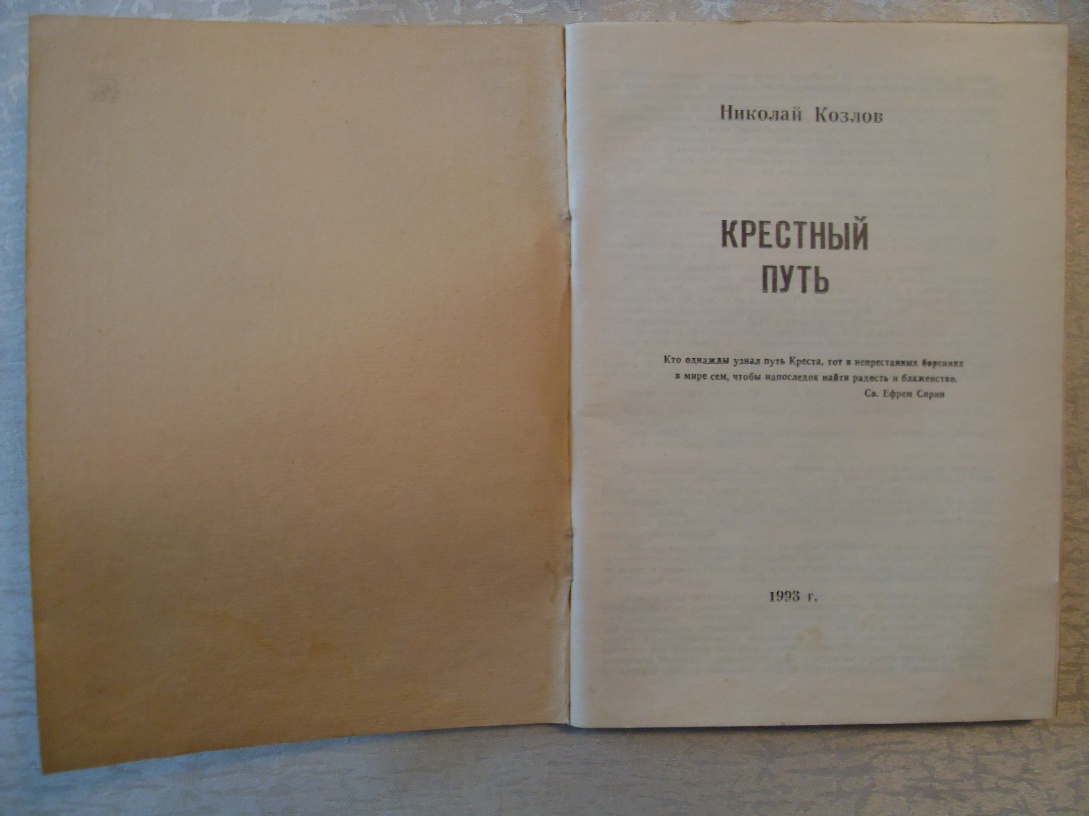 Николай Козлов
КРЕСТНЫЙ
ПУТЬ
Кто однажды узнал путь Креста, тот в непрестанных борениях
в мире сем, чтобы напоследок найти радость и блаженство.
Св. Ефрем Сирин
1993 г.